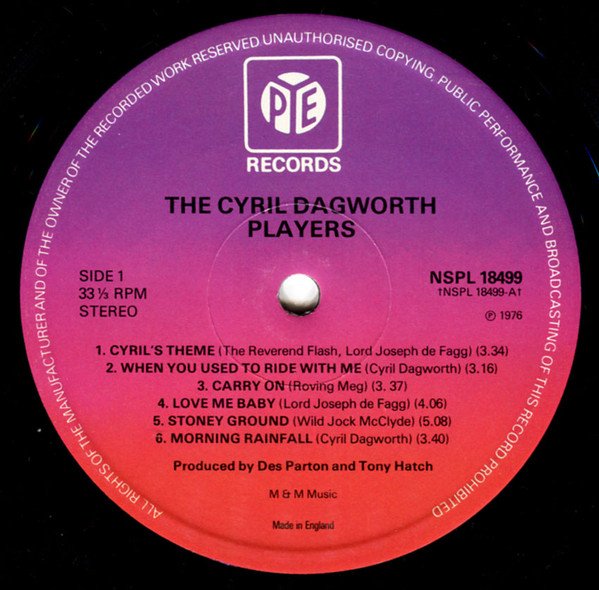 ALL RIGHTS OF THE MANUFACTURER AND OF THE OWNER OF THE RECORDED WORK RESERVED UNAUTHORISED COPYING, PUBLIC PERFORMANCE AND BROADCASTING OF THIS RECORD PROHIBITED
PYE
RECORDS
THE CYRIL DAGWORTH
PLAYERS
SIDE 1
33 ⅓ RPM
STEREO
NSPL 18499
†NSPL 18499-A†
℗ 1976
1. CYRIL'S THEME (The Reverend Flash, Lord Joseph de Fagg) (3.34)
2. WHEN YOU USED TO RIDE WITH ME (Cyril Dagworth) (3.16)
3. CARRY ON (Roving Meg) (3. 37)
4. LOVE ME BABY (Lord Joseph de Fagg) (4.06)
5. STONEY GROUND (Wild Jock McClyde) (5.08)
6. MORNING RAINFALL (Cyril Dagworth) (3.40)
Produced by Des Parton and Tony Hatch
M & M Music
Made in England